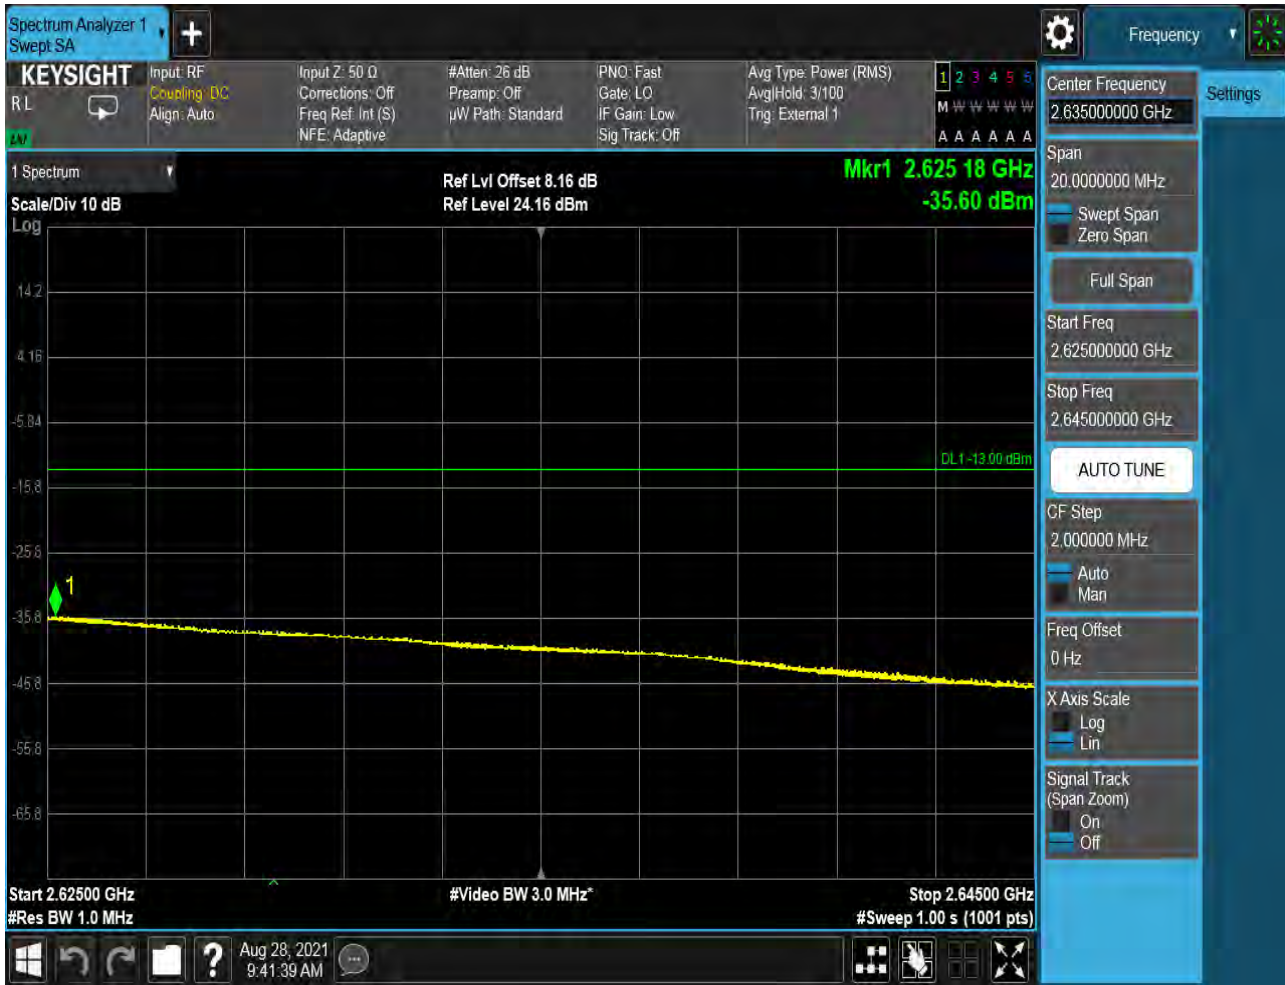 Spectrum Analyzer 1
Swept SA
Frequency
KEYSIGHT
R L
LXI
Input: RF
Coupling: DC
Align: Auto
Input Z: 50 Ω
Corrections: Off
Freq Ref: Int (S)
NFE: Adaptive
#Atten: 26 dB
Preamp: Off
µW Path: Standard
PNO: Fast
Gate: LO
IF Gain: Low
Sig Track: Off
Avg Type: Power (RMS)
Avg|Hold: 3/100
Trig: External 1
1 2 3 4 5 6
M W W W W W
A A A A A A
1 Spectrum
Scale/Div 10 dB
Log
Ref Lvl Offset 8.16 dB
Ref Level 24.16 dBm
Mkr1 2.625 18 GHz
-35.60 dBm
14.2
4.16
-5.84
DL1 -13.00 dBm
-15.8
-25.8
1
-35.8
-45.8
-55.8
-65.8
Start 2.62500 GHz
#Res BW 1.0 MHz
#Video BW 3.0 MHz*
Stop 2.64500 GHz
#Sweep 1.00 s (1001 pts)
?
Aug 28, 2021
9:41:39 AM
Center Frequency
2.635000000 GHz
Settings
Span
20.0000000 MHz
Swept Span
Zero Span
Full Span
Start Freq
2.625000000 GHz
Stop Freq
2.645000000 GHz
AUTO TUNE
CF Step
2.000000 MHz
Auto
Man
Freq Offset
0 Hz
X Axis Scale
Log
Lin
Signal Track
(Span Zoom)
On
Off